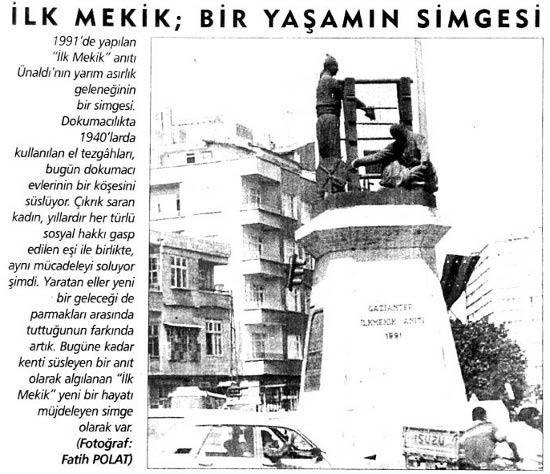 İLK MEKİK; BİR YAŞAMIN SİMGESİ
1991'de yapılan
"İlk Mekik" anıtı
Ünaldı'nın yarım asırlık
geleneğinin
bir simgesi.
Dokumacılıkta
1940'larda
kullanılan el tezgâhları,
bugün dokumacı
evlerinin bir köşesini
süslüyor. Çıkrık saran
kadın, yıllardır her türlü
sosyal hakkı gasp
edilen eşi ile birlikte,
aynı mücadeleyi soluyor
şimdi. Yaratan eller yeni
bir geleceği de
parmakları arasında
tuttuğunun farkında
artık. Bugüne kadar
kenti süsleyen bir anıt
olarak algılanan "İlk
Mekik" yeni bir hayatı
müjdeleyen simge
olarak var.
(Fotoğraf:
Fatih POLAT)
GAZİANTEP
İLKMEKİK ANITI
1991
ISUZU